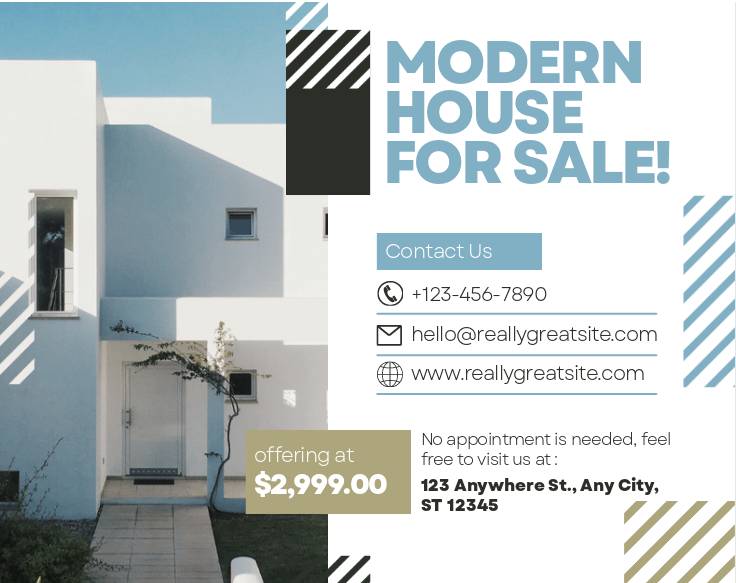 MODERN
HOUSE
FOR SALE!
Contact Us
+123-456-7890
hello@reallygreatsite.com
www.reallygreatsite.com
offering at
$2,999.00
No appointment is needed, feel
free to visit us at :
123 Anywhere St., Any City,
ST 12345